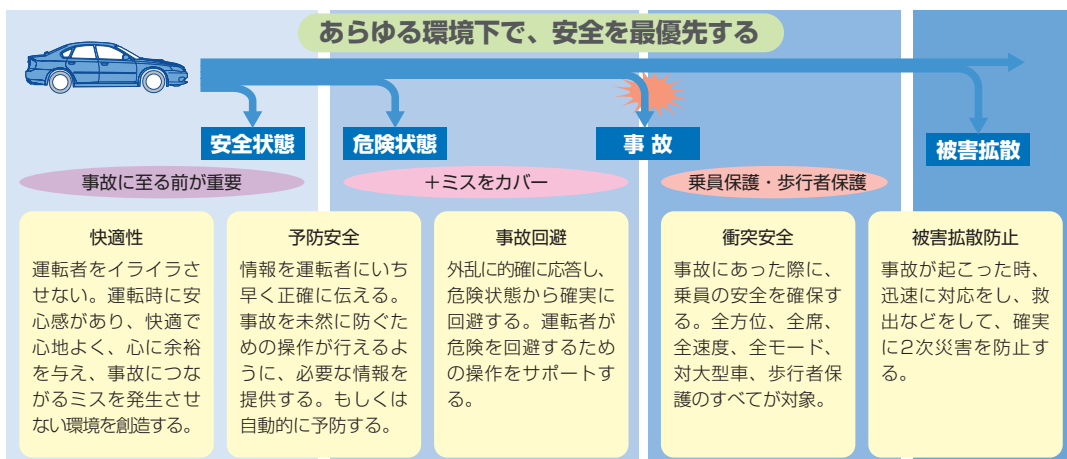 あらゆる環境下で、安全を最優先する
安全状態
危険状態
事 故
被害拡散
事故に至る前が重要
＋ミスをカバー
乗員保護・歩行者保護
快適性
運転者をイライラさ
せない。運転時に安
心感があり、快適で
心地よく、心に余裕
を与え、事故につな
がるミスを発生させ
ない環境を創造する。
予防安全
情報を運転者にいち
早く正確に伝える。
事故を未然に防ぐた
めの操作が行えるよ
うに、必要な情報を
提供する。もしくは
自動的に予防する。
事故回避
外乱に的確に応答し、
危険状態から確実に
回避する。運転者が
危険を回避するため
の操作をサポートす
る。
衝突安全
事故にあった際に、
乗員の安全を確保す
る。全方位、全席、
全速度、全モード、
対大型車、歩行者保
護のすべてが対象。
被害拡散防止
事故が起こった時、
迅速に対応をし、救
出などをして、確実
に2次災害を防止す
る。